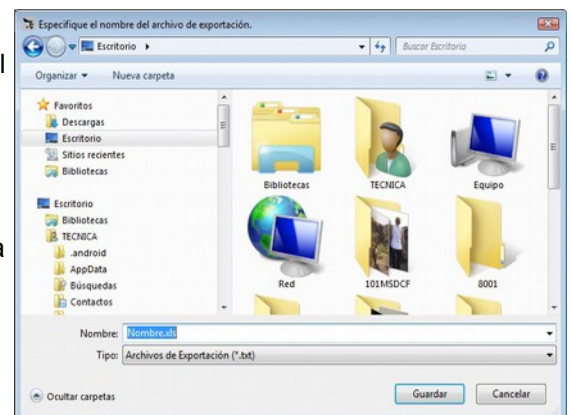 Especifique el nombre del archivo de exportación.
Escritorio
Buscar Escritorio
l
Organizar
Nueva carpeta
Favoritos
Descargas
Escritorio
Sitios recientes
Bibliotecas
Escritorio
Bibliotecas
TECNICA
a
.android
AppData
Búsquedas
Contactos
Bibliotecas
TECNICA
Equipo
Red
101MSDCF
8001
Nombre: Nombre.xls
Tipo: Archivos de Exportación (*.txt)
Ocultar carpetas
Guardar
Cancelar